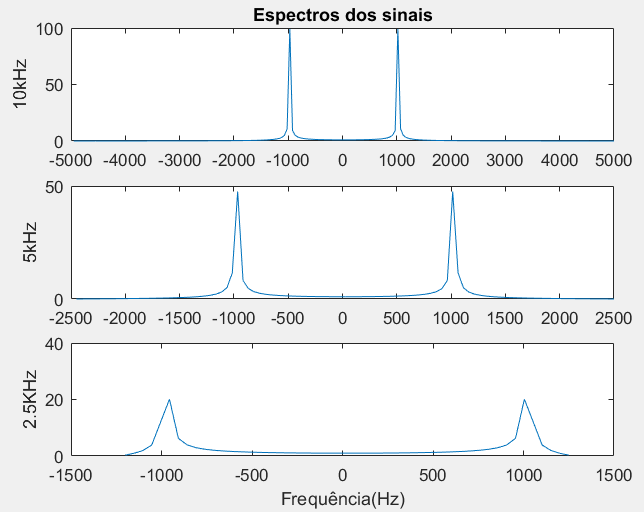 Espectros dos sinais
10kHz
100
50
0
-5000 -4000 -3000 -2000 -1000 0 1000 2000 3000 4000 5000
5kHz
50
0
-2500 -2000 -1500 -1000 -500 0 500 1000 1500 2000 2500
2.5KHz
40
20
0
-1500 -1000 -500 0 500 1000 1500
Frequência(Hz)